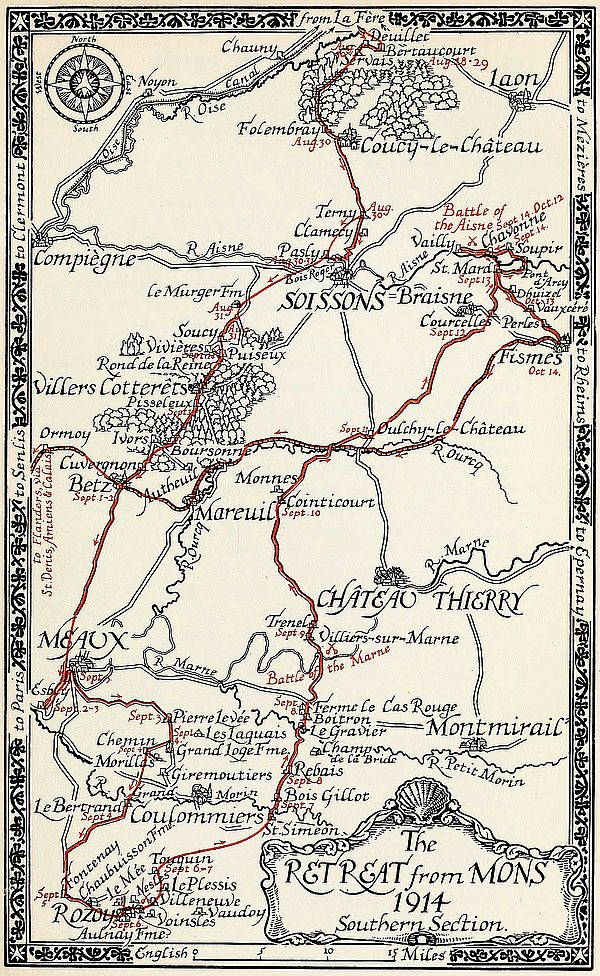 from La Fère
to Mézières
to Rheims
to Epernay
to Clermont
to Senlis
to Paris
North
South
West
East
Deuillet
Chauny
Bertaucourt
Servais
Aug. 28-29
Laon
Noyon
Canal
R. Oise
Oise
Folembray
Aug. 30
Coucy-le-Château
Terny
Aug.
30
Clamecy
Battle of
the Aisne Sept 14. Oct. 12
Chavonne
Sept 14.
Vailly
Soupir
Compiègne
R. Aisne
Pasly
Aug. 30-31
Bois Roger
R. Aisne
St. Mard
Sept 13
Pont
d'Arcy
Dhuizel
Oct. 13
Vauxcéré
SOISSONS
Braisne
le Murger Fm
Aug.
31
Courcelles
Sept 12
Perles
Fismes
Oct 14.
Soucy
Vivières
Puiseux
Rond de la Reine
Villers Cotterêts
Pisseleux
Ivors
Ormoy
Sept 11
Oulchy-le-Château
R. Ourcq
Boursonne
Cuvergnon
Betz
Sept. 1-2
Autheuil
Mareuil
Monnes
Cointicourt
Sept. 10
to Flanders, via
St. Denis, Amiens & Calais
R. Ourcq
R. Marne
CHÂTEAU THIERRY
MEAUX
Trenel
Sept 9
Villiers-sur-Marne
Battle of the Marne
R. Marne
Sept. 3
Esbly
Sept. 2-3
Sept. 3
Pierre Levée
Les Laquais
Grand Loge Fme.
Chemin
Morillas
Giremoutiers
R. Grand Morin
Le Bertrand
Sept 4
Coulommiers
Sept.
8
Ferme le Cas Rouge
Boitron
Le Gravier
Champ
de la Bride
Montmirail
R. Petit Morin
Rebais
Sept. 8
Bois Gillot
Sept. 7
St. Simeon
Fontenay
Chaubuisson Fme.
Le Mée
Nesles
Touquin
Sept 6-7
Le Plessis
Villeneuve
Vaudoy
Voinsles
Sept. 5
Rozoy
Sept. 6
Aulnay Fme.
The
RETREAT from MONS
1914
Southern Section.
English 0 5 10 15 Miles